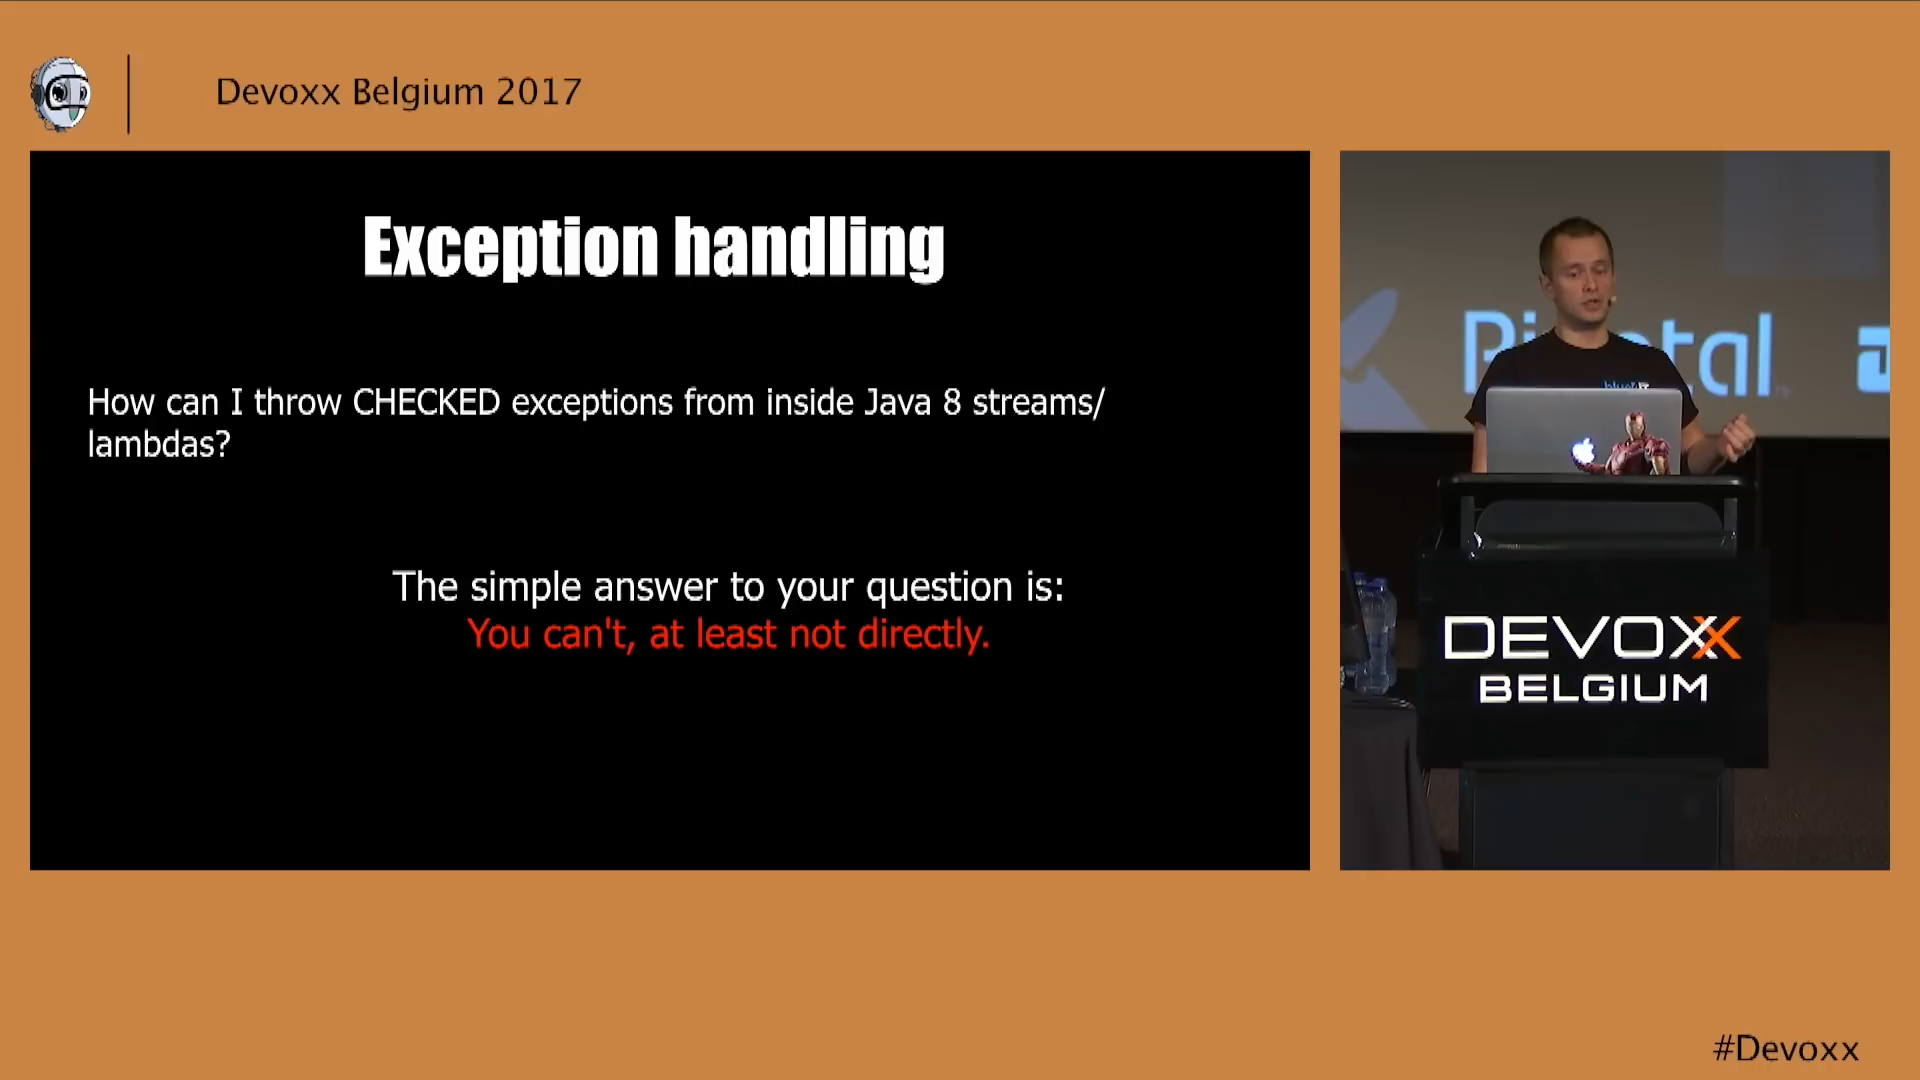 Devoxx Belgium 2017
Exception handling
How can I throw CHECKED exceptions from inside Java 8 streams/
lambdas?
The simple answer to your question is:
You can't, at least not directly.
DEVOXX
BELGIUM
#Devoxx